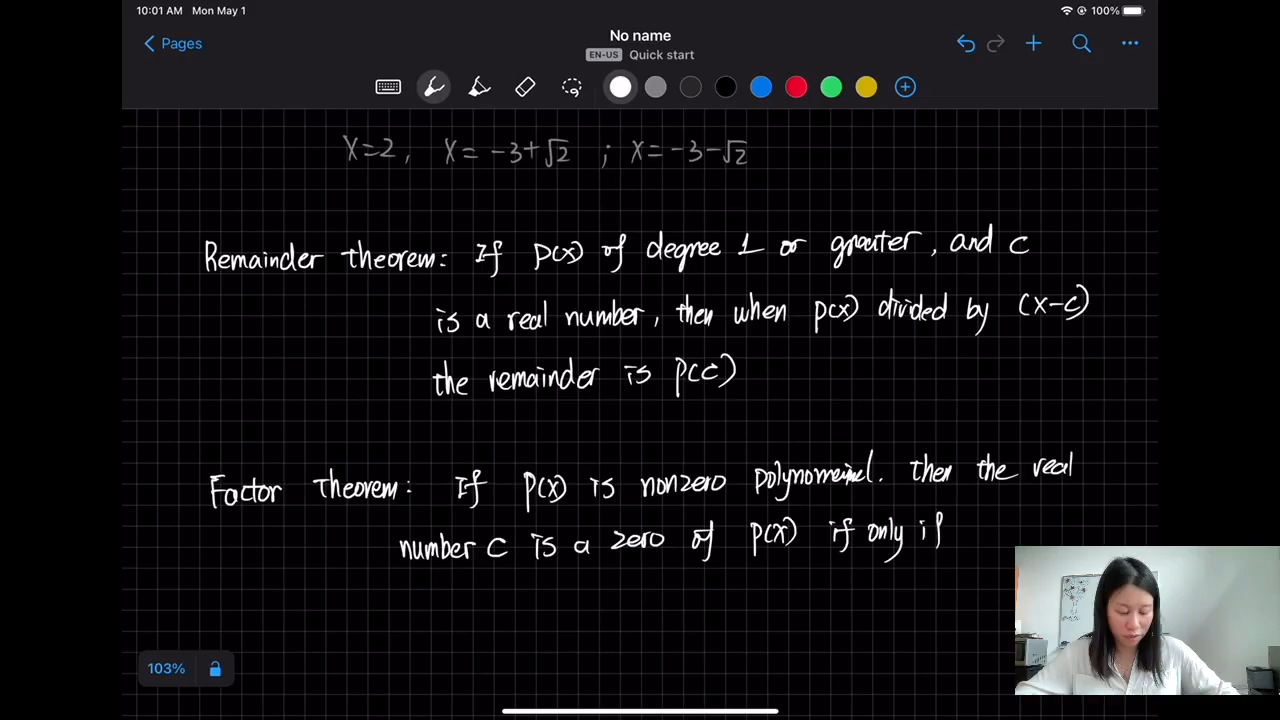 10:01 AM Mon May 1
100%
Pages
No name
EN-US Quick start
X=2, X= -3+√2 ; X= -3-√2
Remainder theorem: If p(x) of degree 1 or greater, and c
is a real number, then when p(x) divided by (x-c)
the remainder is p(c)
Factor theorem: If p(x) is nonzero polynomeinal. then the real
number c is a zero of p(x) if only if
103%